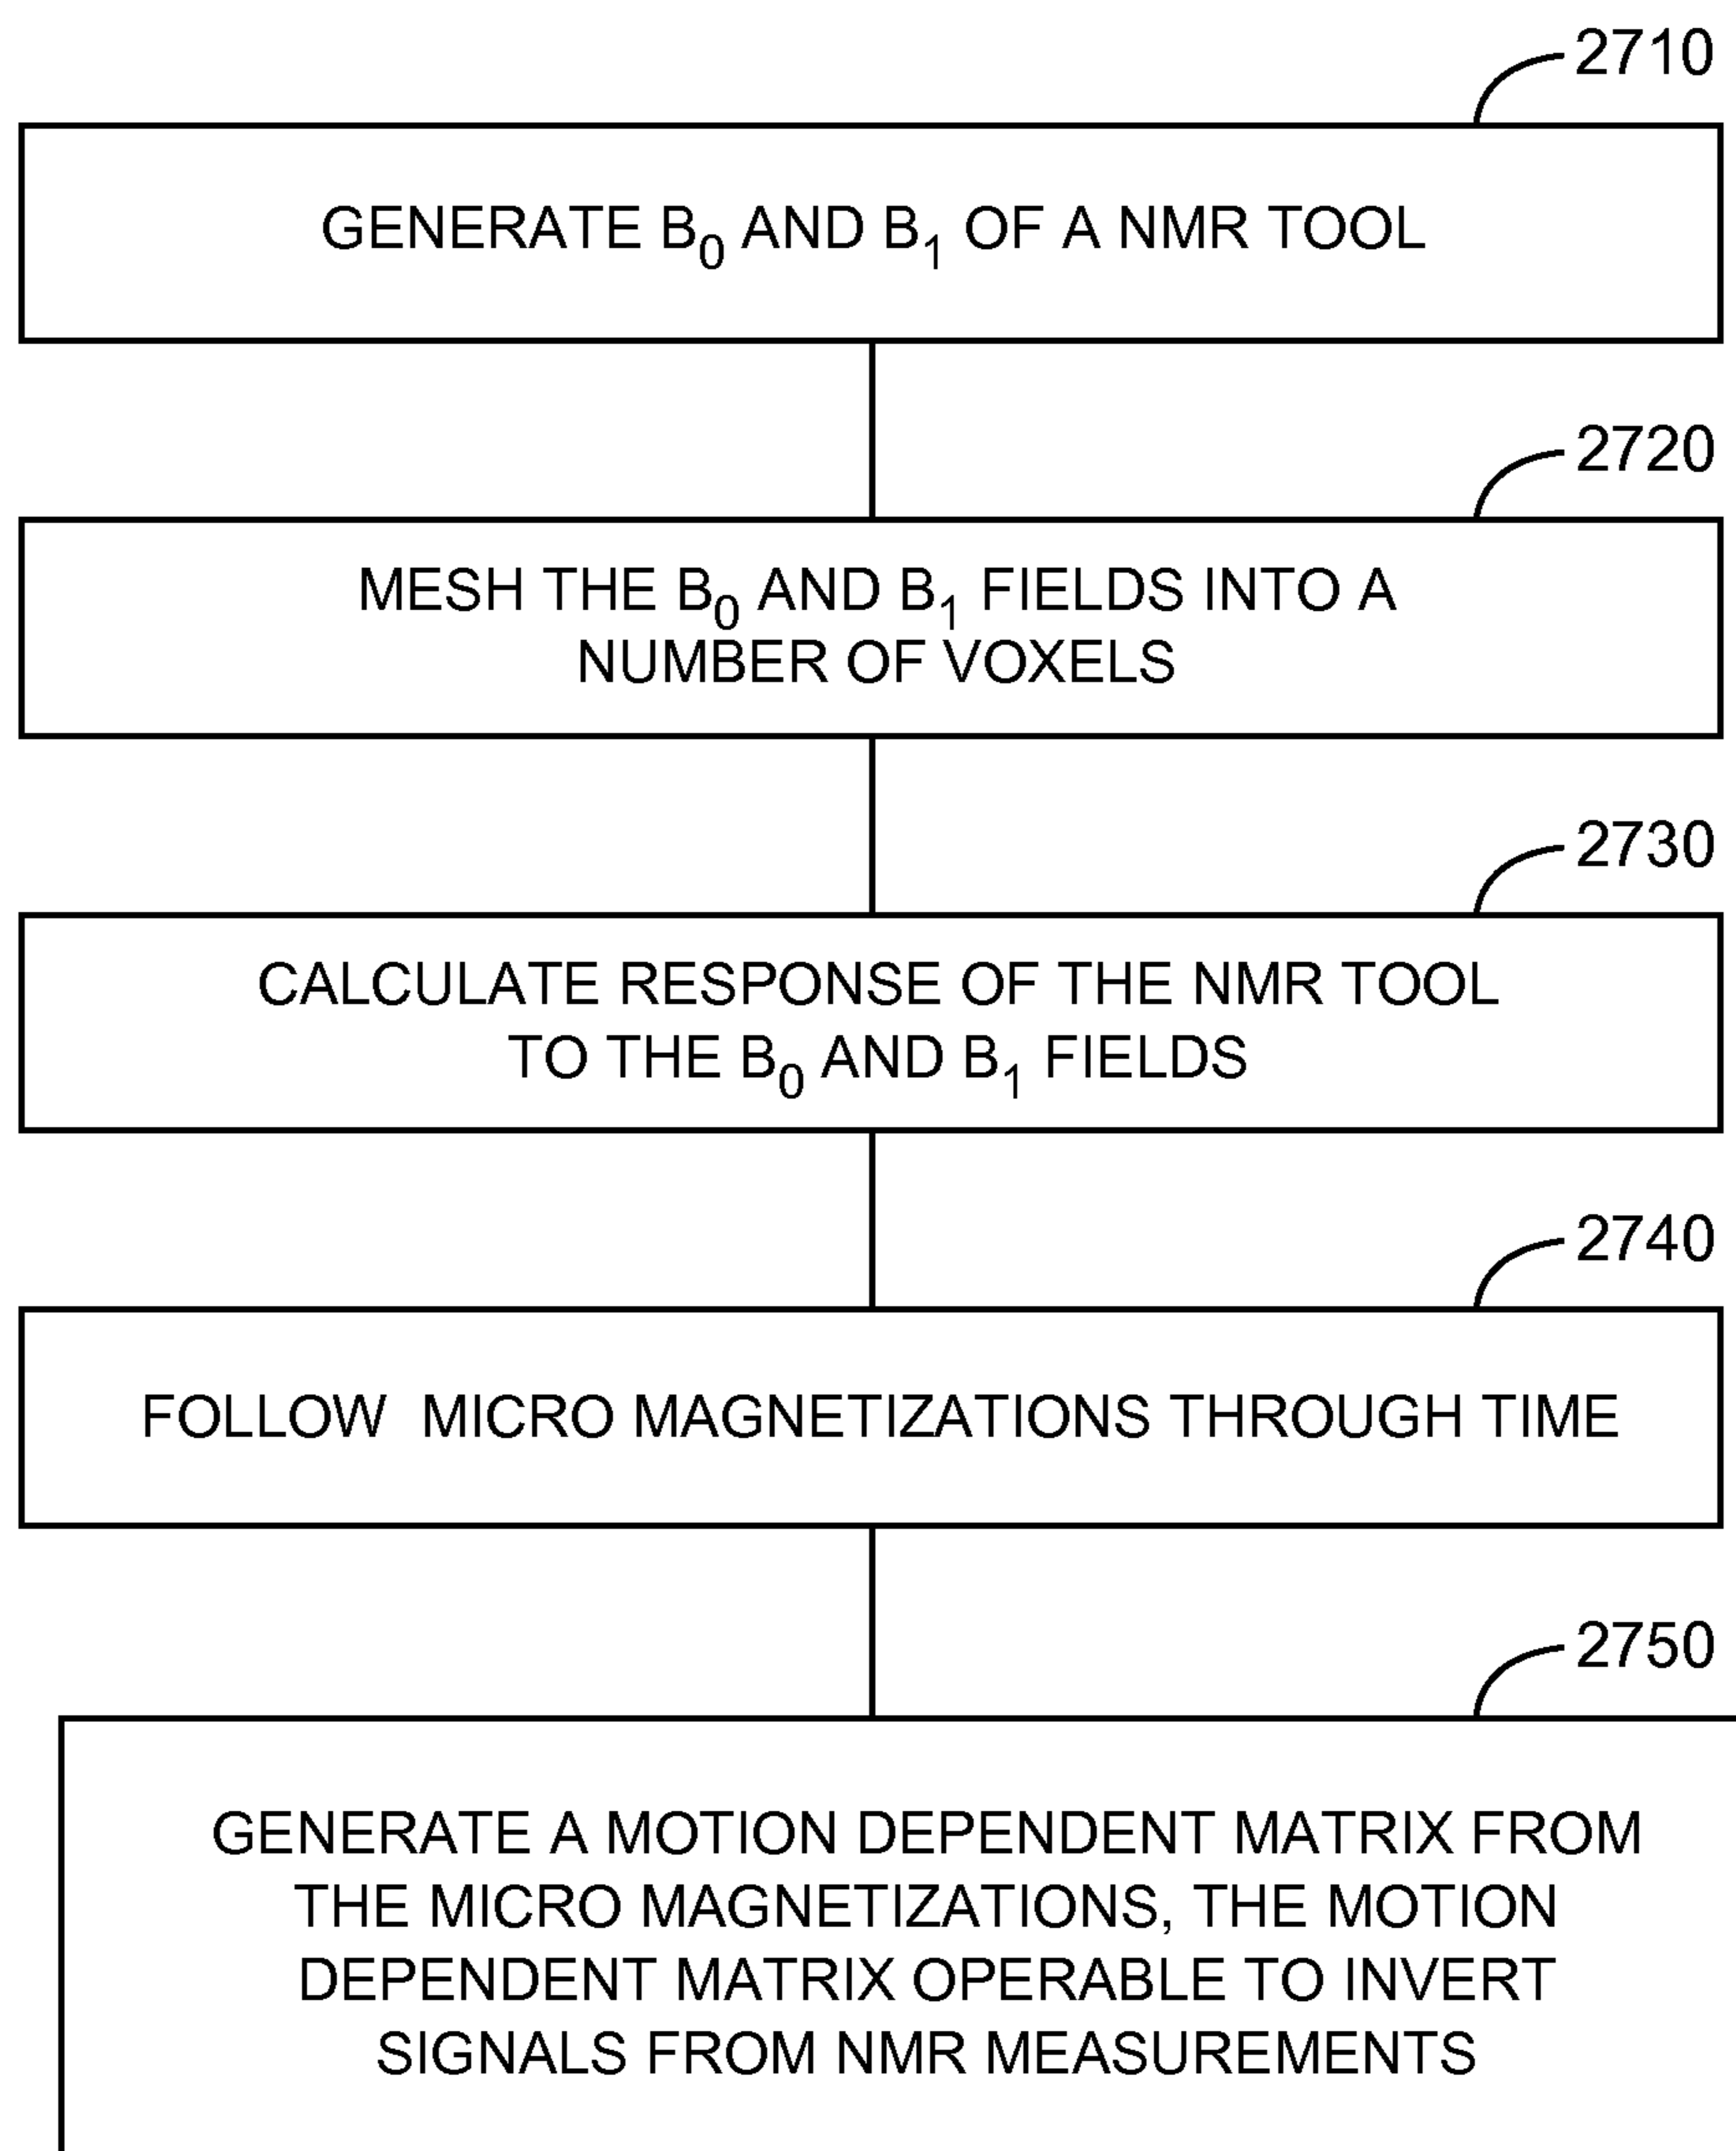 2710
GENERATE B0 AND B1 OF A NMR TOOL
2720
MESH THE B0 AND B1 FIELDS INTO A
NUMBER OF VOXELS
2730
CALCULATE RESPONSE OF THE NMR TOOL
TO THE B0 AND B1 FIELDS
2740
FOLLOW MICRO MAGNETIZATIONS THROUGH TIME
2750
GENERATE A MOTION DEPENDENT MATRIX FROM
THE MICRO MAGNETIZATIONS, THE MOTION
DEPENDENT MATRIX OPERABLE TO INVERT
SIGNALS FROM NMR MEASUREMENTS